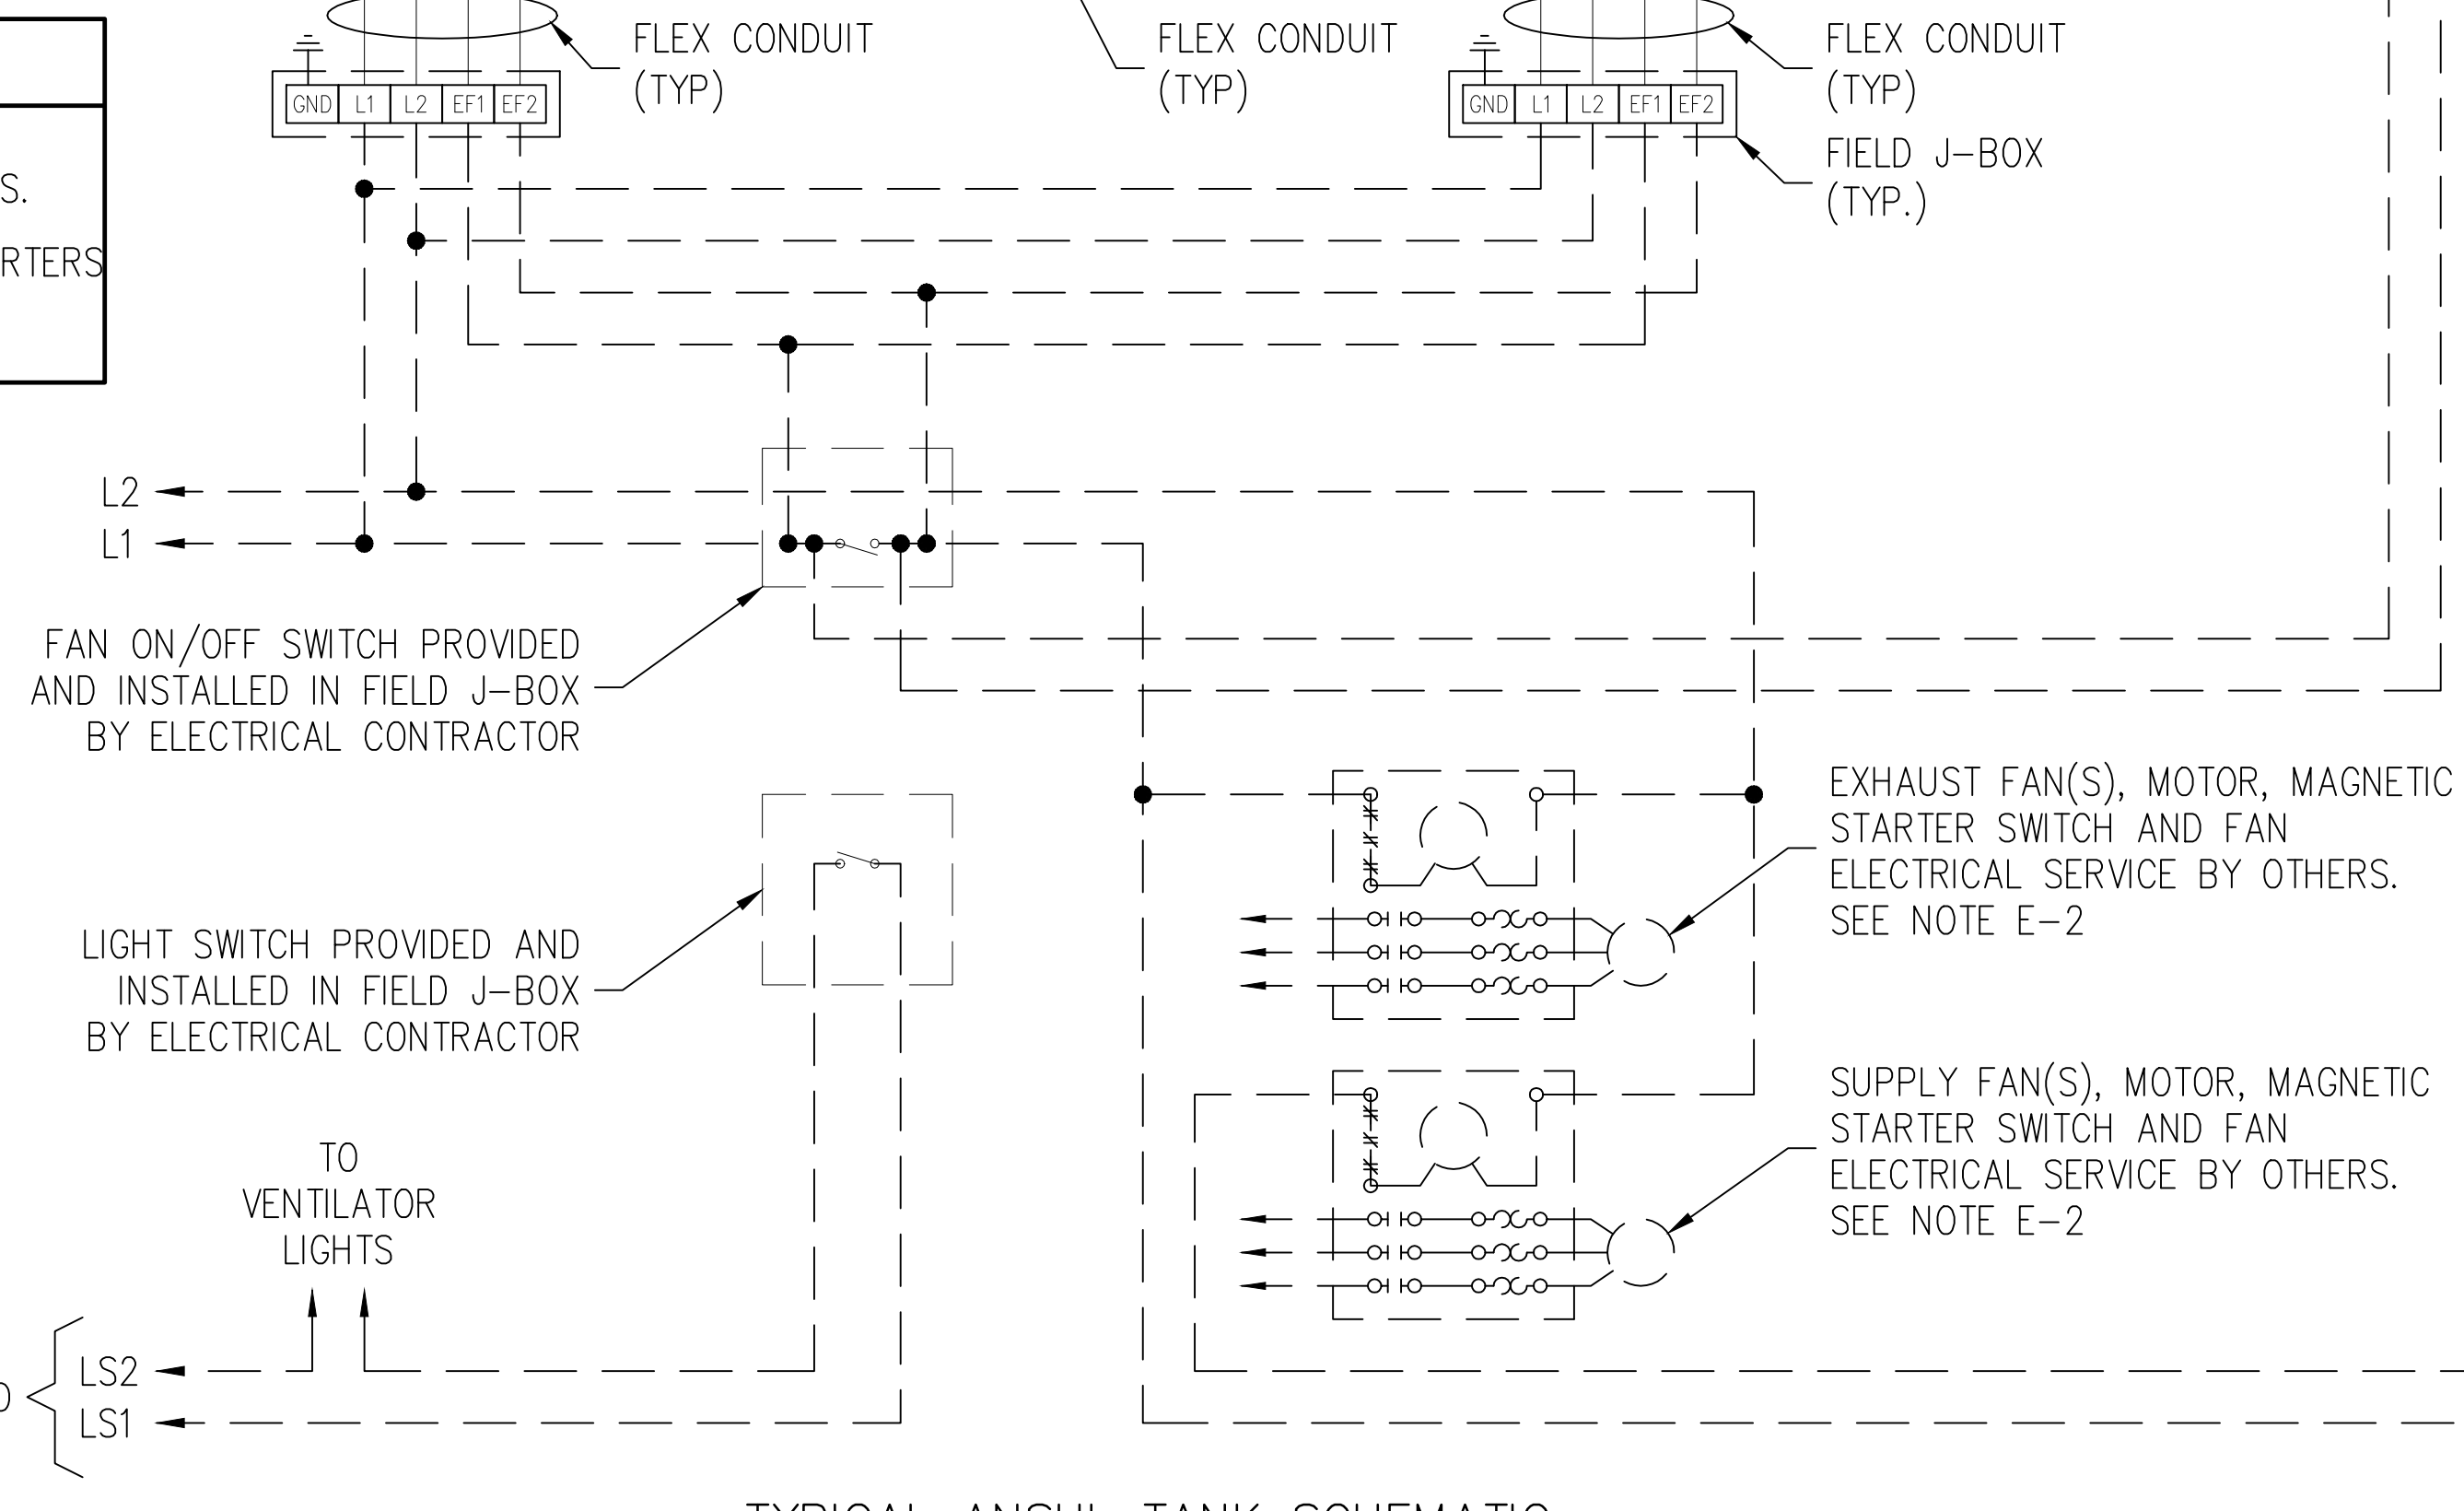 FLEX CONDUIT
(TYP)
FLEX CONDUIT
(TYP)
FLEX CONDUIT
(TYP)
GND L1 L2 EF1 EF2
GND L1 L2 EF1 EF2
FIELD J-BOX
(TYP.)
S.
RTERS
L2
L1
FAN ON/OFF SWITCH PROVIDED
AND INSTALLED IN FIELD J-BOX
BY ELECTRICAL CONTRACTOR
EXHAUST FAN(S), MOTOR, MAGNETIC
STARTER SWITCH AND FAN
ELECTRICAL SERVICE BY OTHERS.
SEE NOTE E-2
LIGHT SWITCH PROVIDED AND
INSTALLED IN FIELD J-BOX
BY ELECTRICAL CONTRACTOR
SUPPLY FAN(S), MOTOR, MAGNETIC
STARTER SWITCH AND FAN
ELECTRICAL SERVICE BY OTHERS.
SEE NOTE E-2
TO
VENTILATOR
LIGHTS
LS2
LS1
TYPICAL ANSUL TANK SCHEMATIC